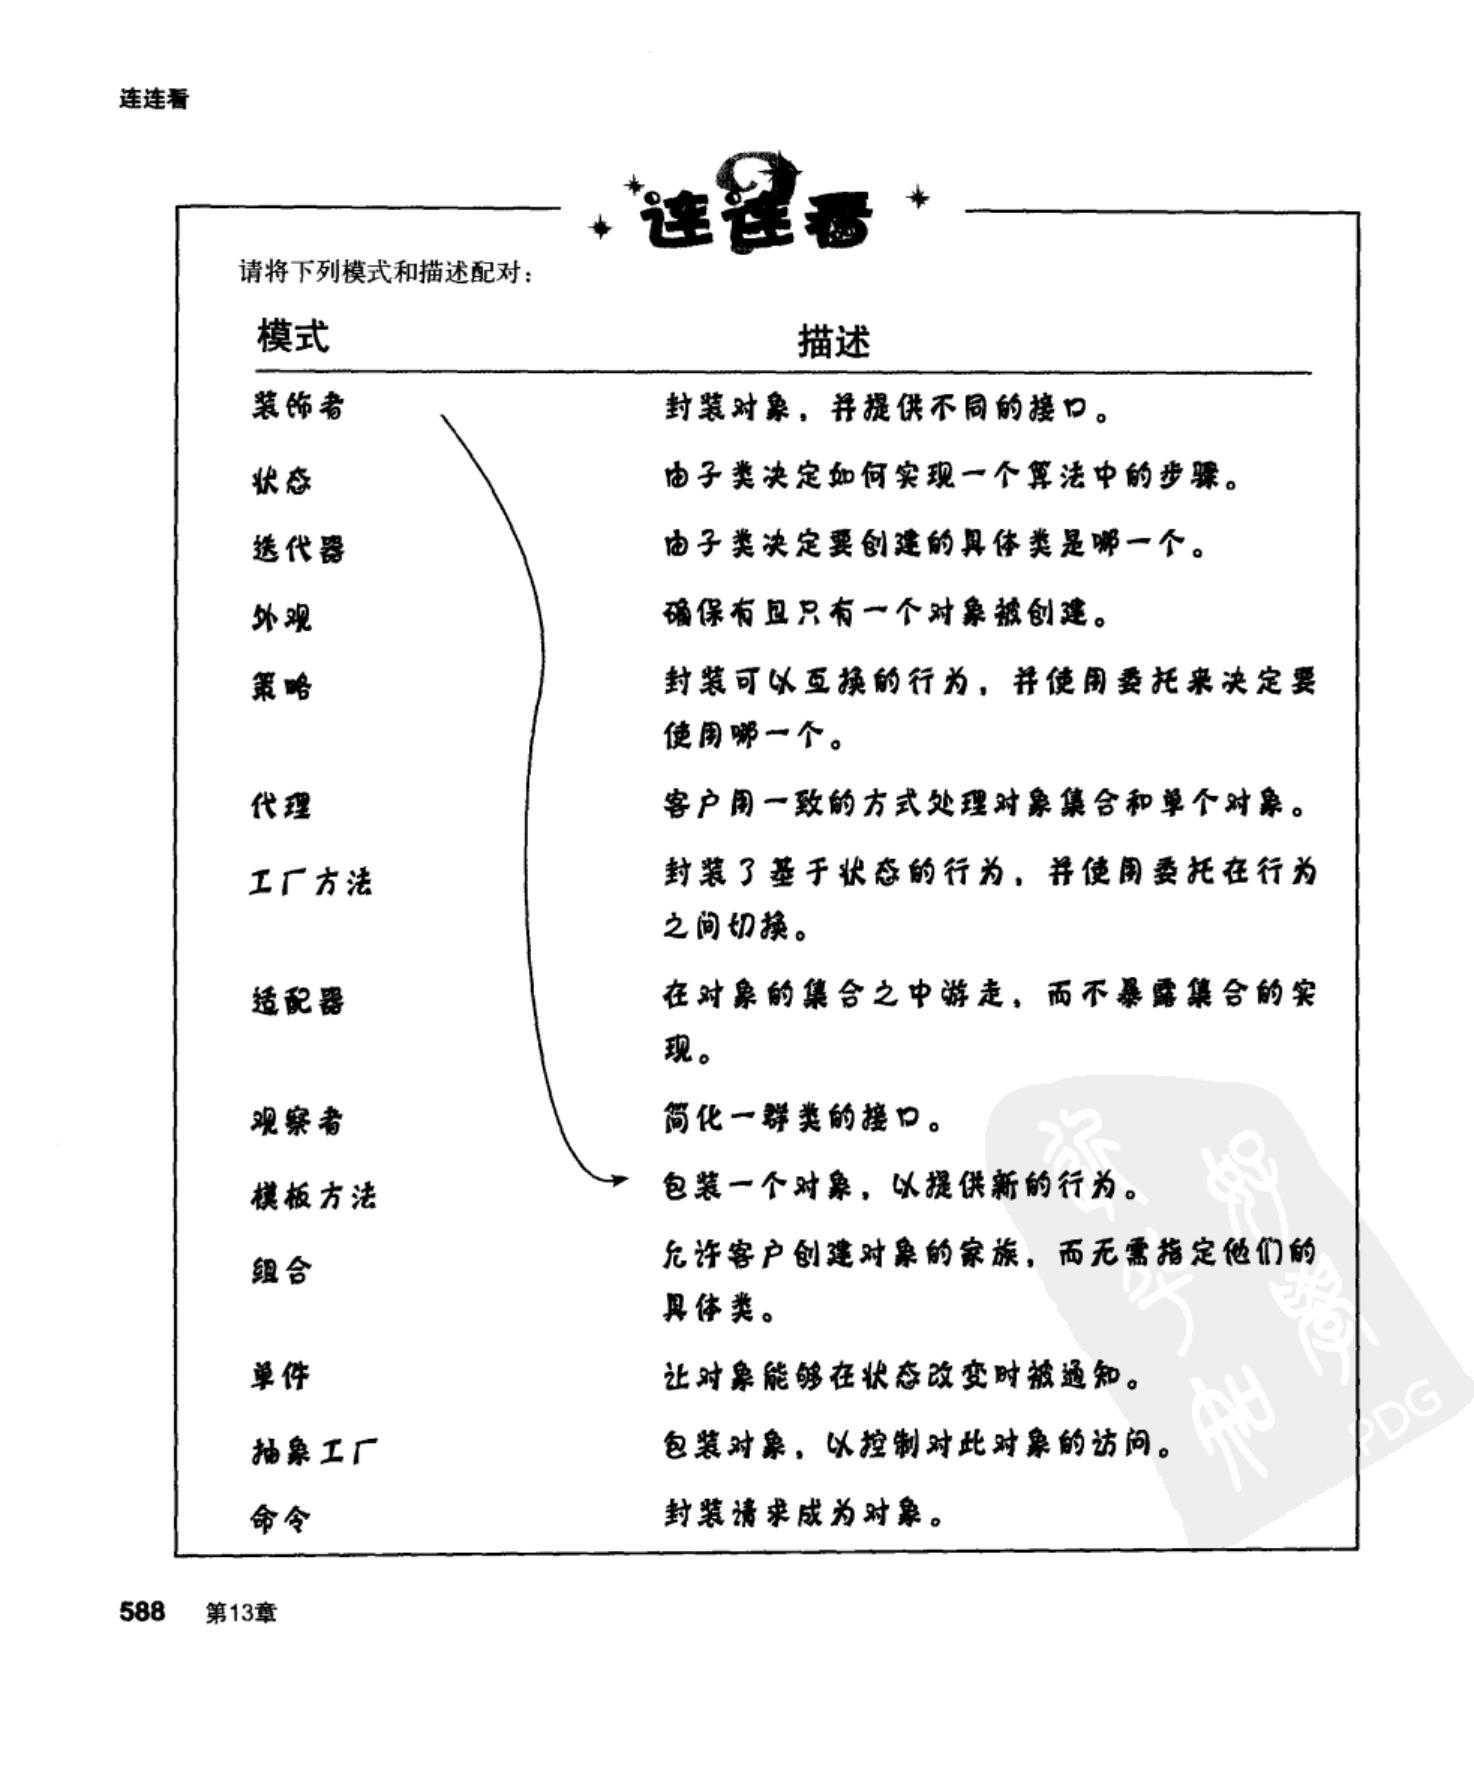 连连看
连连看
请将下列模式和描述配对：
模式 描述
装饰者 封装对象，并提供不同的接口。
状态 由子类决定如何实现一个算法中的步骤。
迭代器 由子类决定要创建的具体类是哪一个。
外观 确保有且只有一个对象被创建。
策略 封装可以互换的行为，并使用委托来决定要
使用哪一个。
代理 客户用一致的方式处理对象集合和单个对象。
工厂方法 封装了基于状态的行为，并使用委托在行为
之间切换。
适配器 在对象的集合之中游走，而不暴露集合的实
现。
观察者 简化一群类的接口。
模板方法 包装一个对象，以提供新的行为。
组合 允许客户创建对象的家族，而无需指定他们的
具体类。
单件 让对象能够在状态改变时被通知。
抽象工厂 包装对象，以控制对此对象的访问。
命令 封装请求成为对象。
PDG
588 第13章